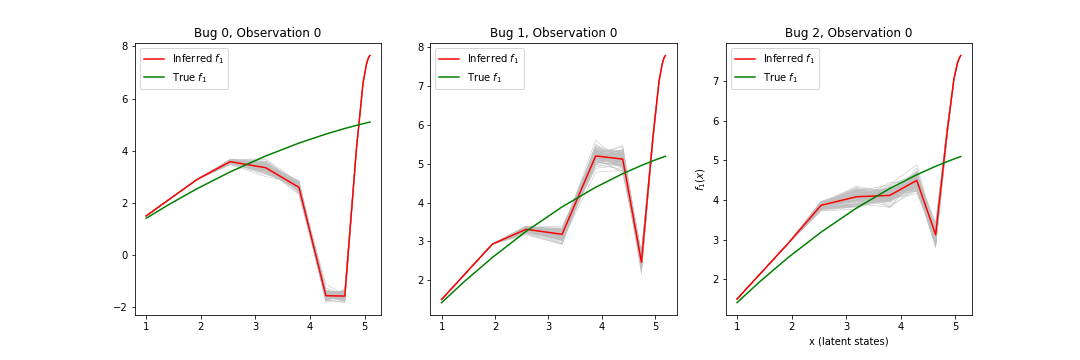 Bug 0, Observation 0
Inferred f₁
True f₁
8
6
4
2
0
−2
1 2 3 4 5
Bug 1, Observation 0
Inferred f₁
True f₁
8
7
6
5
4
3
2
1 2 3 4 5
Bug 2, Observation 0
Inferred f₁
True f₁
f₁(x)
7
6
5
4
3
2
1 2 3 4 5
x (latent states)